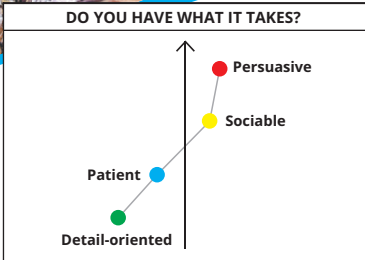 DO YOU HAVE WHAT IT TAKES?
Persuasive
Sociable
Patient
Detail-oriented